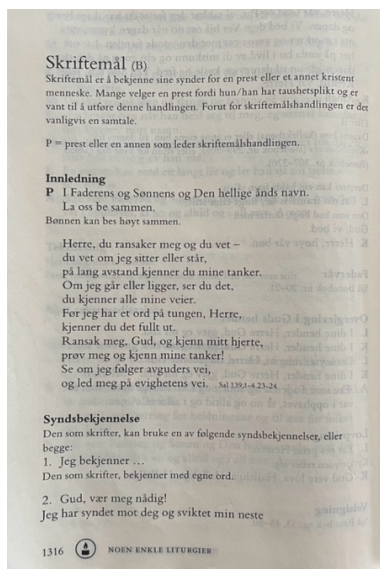 Skriftemål (B)
Skriftemål er å bekjenne sine synder for en prest eller et annet kristent
menneske. Mange velger en prest fordi hun/han har taushetsplikt og er
vant til å utføre denne handlingen. Forut for skriftemålshandlingen er det
vanligvis en samtale.
P = prest eller en annen som leder skriftemålshandlingen.
Innledning
P I Faderens og Sønnens og Den hellige ånds navn.
La oss be sammen.
Bønnen kan bes høyt sammen.
Herre, du ransaker meg og du vet –
du vet om jeg sitter eller står,
på lang avstand kjenner du mine tanker.
Om jeg går eller ligger, ser du det,
du kjenner alle mine veier.
Før jeg har et ord på tungen, Herre,
kjenner du det fullt ut.
Ransak meg, Gud, og kjenn mitt hjerte,
prøv meg og kjenn mine tanker!
Se om jeg følger avguders vei,
og led meg på evighetens vei. Sal 139,1-4.23-24
Syndsbekjennelse
Den som skrifter, kan bruke en av følgende syndsbekjennelser, eller
begge:
1. Jeg bekjenner …
Den som skrifter, bekjenner med egne ord.
2. Gud, vær meg nådig!
Jeg har syndet mot deg og sviktet min neste
1316 NOEN ENKLE LITURGIER